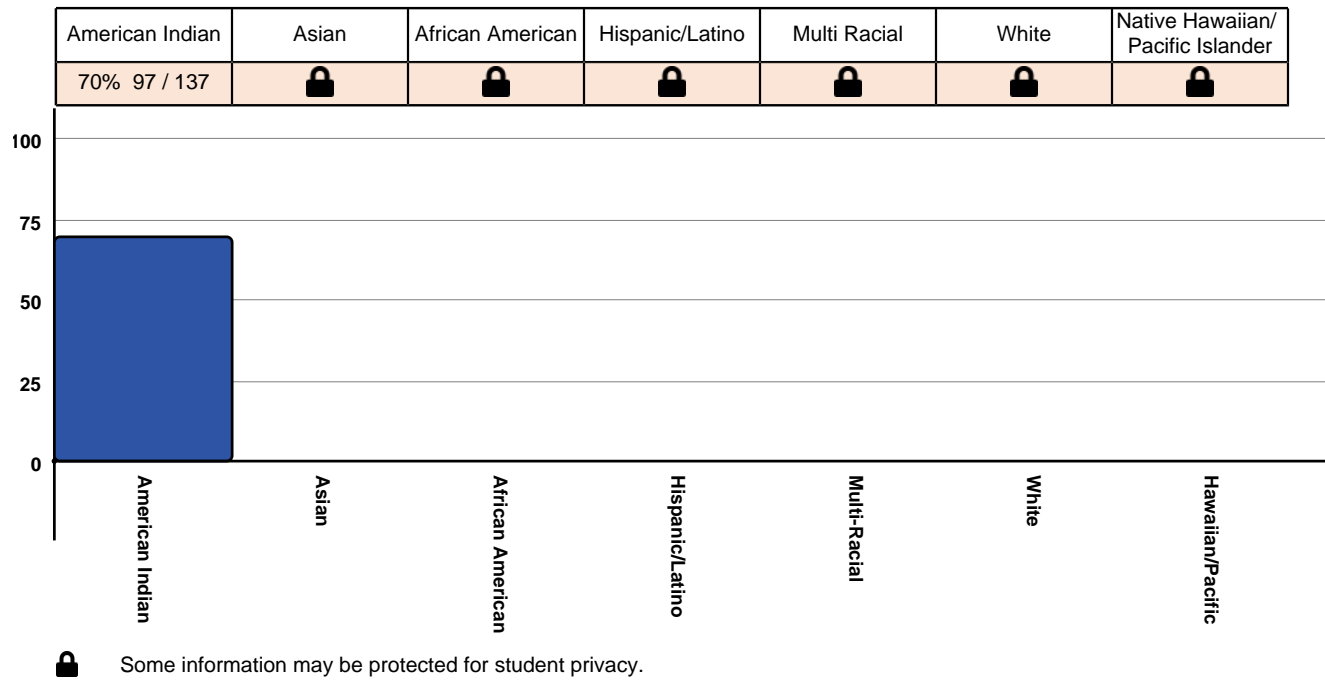 American Indian Asian African American Hispanic/Latino Multi Racial White Native Hawaiian/
Pacific Islander
70% 97 / 137
100
75
50
25
0
American Indian
Asian
African American
Hispanic/Latino
Multi-Racial
White
Hawaiian/Pacific
Some information may be protected for student privacy.